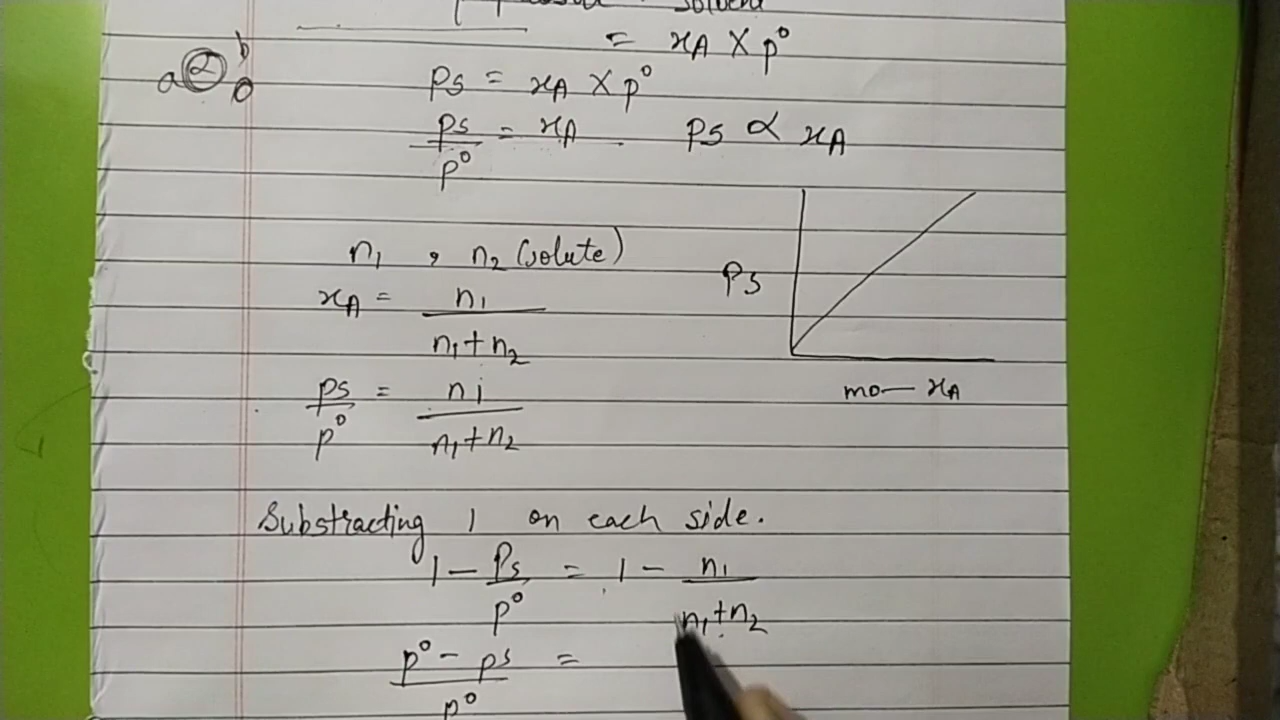 solvent
= xA × p°
a α b
o
ps = xA × p°
ps/p° = xA    ps ∝ xA
n₁ , n₂ (solute)
xA = n₁/(n₁+n₂)
ps
mo— xA
ps/p° = n₁/(n₁+n₂)
Substracting 1 on each side.
1 − Ps/p° = 1 − n₁/(n₁+n₂)
(p° − ps)/p° =